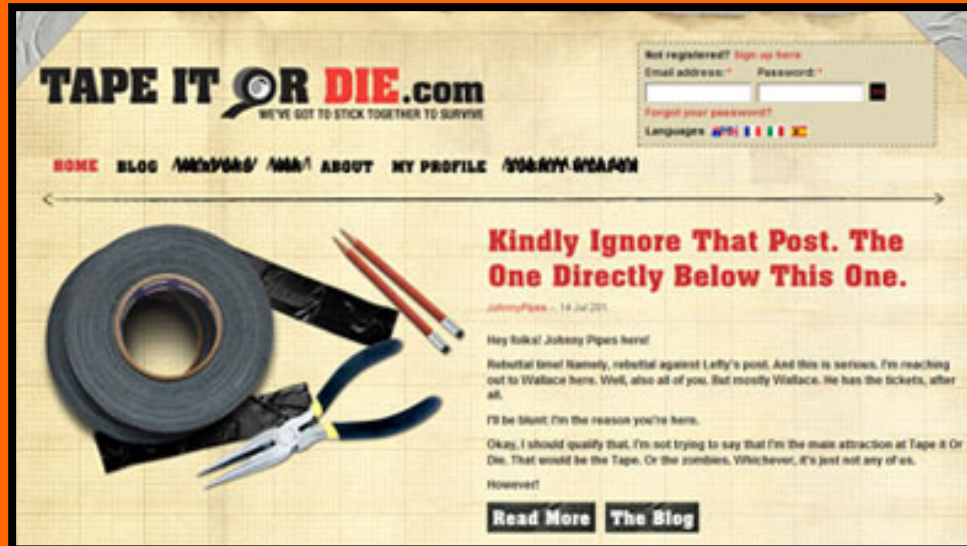 TAPE IT OR DIE.com
WE'VE GOT TO STICK TOGETHER TO SURVIVE
Not registered? Sign up here
Email address:* Password:*
Forgot your password?
Languages
HOME BLOG ABOUT MY PROFILE
Kindly Ignore That Post. The
One Directly Below This One.
JohnnyPipes - 14 Jul 201
Hey folks! Johnny Pipes here!
Rebuttal time! Namely, rebuttal against Lefty's post. And this is serious. I'm reaching
out to Wallace here. Well, also all of you. But mostly Wallace. He has the tickets, after
all.
I'll be blunt: I'm the reason you're here.
Okay, I should qualify that. I'm not trying to say that I'm the main attraction at Tape it Or
Die. That would be the Tape. Or the zombies. Whichever, it's just not any of us.
However!
Read More The Blog